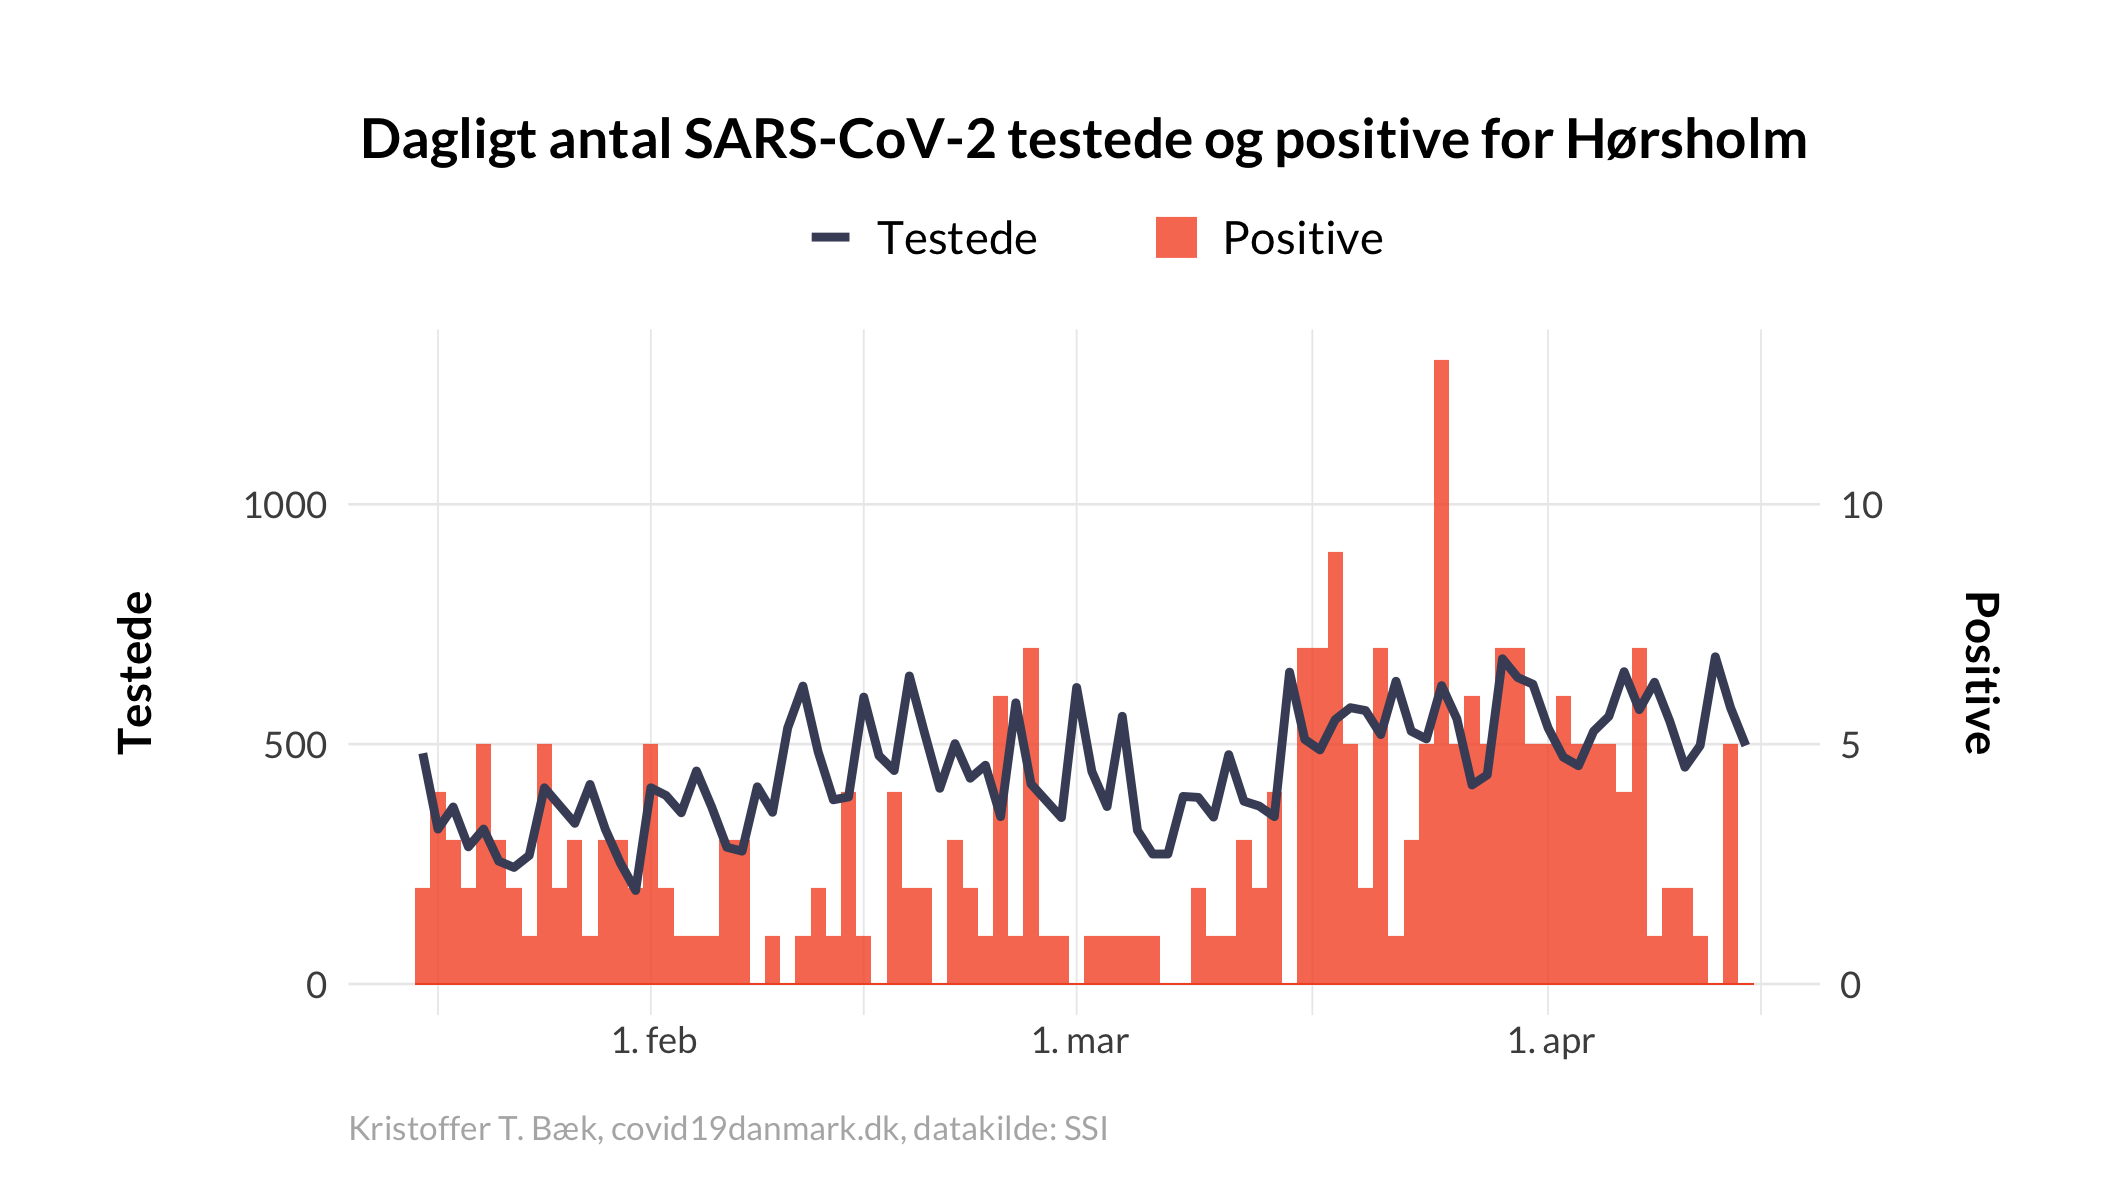 Dagligt antal SARS-CoV-2 testede og positive for Hørsholm
Testede
Positive
1000
500
0
Testede
10
5
0
Positive
1. feb
1. mar
1. apr
Kristoffer T. Bæk, covid19danmark.dk, datakilde: SSI